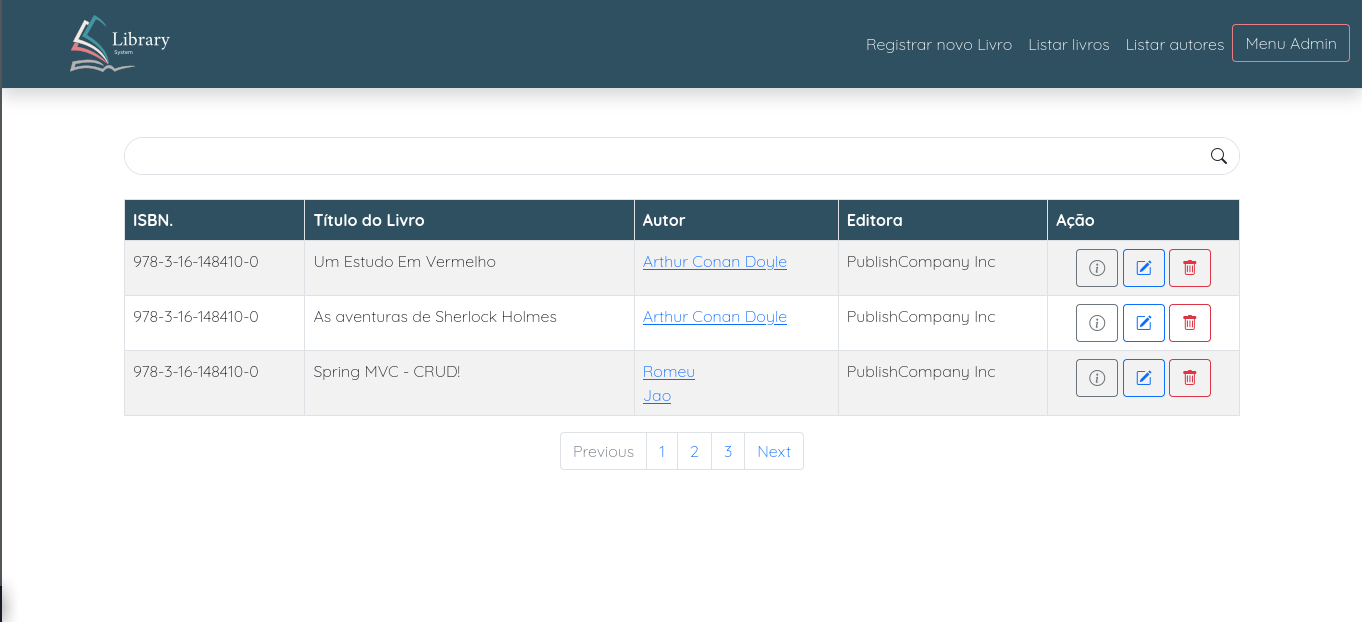 Library
System
Registrar novo Livro Listar livros Listar autores Menu Admin
ISBN. Título do Livro Autor Editora Ação
978-3-16-148410-0 Um Estudo Em Vermelho Arthur Conan Doyle PublishCompany Inc
978-3-16-148410-0 As aventuras de Sherlock Holmes Arthur Conan Doyle PublishCompany Inc
978-3-16-148410-0 Spring MVC - CRUD! Romeu PublishCompany Inc
Jao
Previous 1 2 3 Next